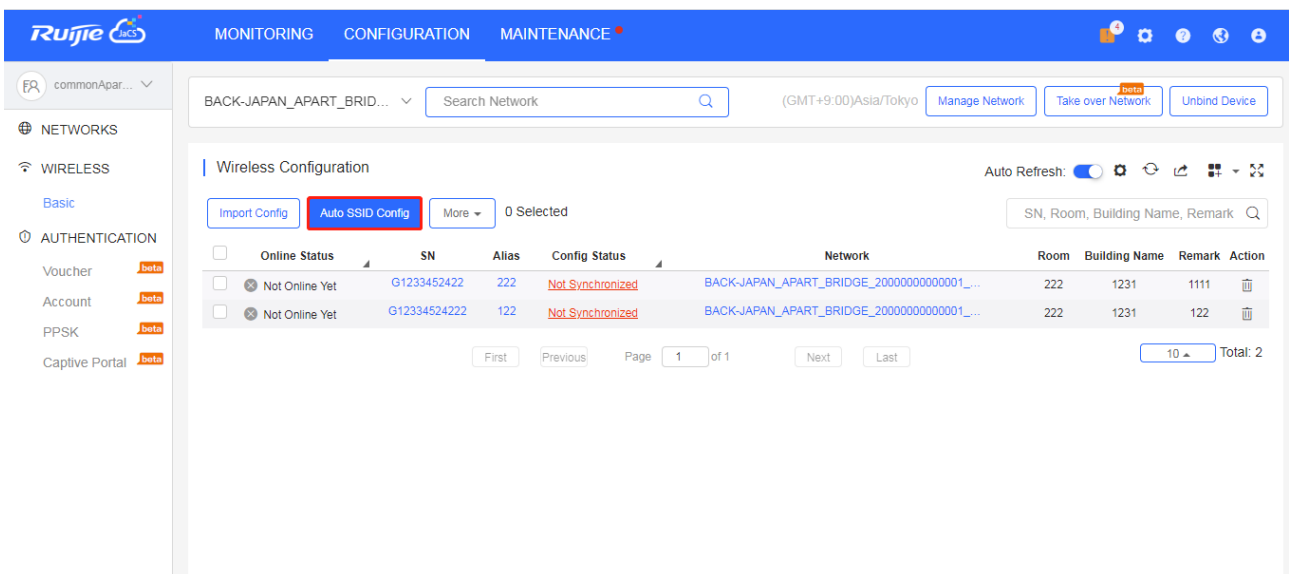 Ruijie JaCS MONITORING CONFIGURATION MAINTENANCE 4
commonApar...
BACK-JAPAN_APART_BRID... Search Network (GMT+9:00)Asia/Tokyo Manage Network Take over Network beta Unbind Device
NETWORKS
WIRELESS
Basic
AUTHENTICATION
Voucher beta
Account beta
PPSK beta
Captive Portal beta
Wireless Configuration Auto Refresh:
Import Config Auto SSID Config More 0 Selected SN, Room, Building Name, Remark
Online Status SN Alias Config Status Network Room Building Name Remark Action
Not Online Yet G1233452422 222 Not Synchronized BACK-JAPAN_APART_BRIDGE_20000000000001_... 222 1231 1111
Not Online Yet G12334524222 122 Not Synchronized BACK-JAPAN_APART_BRIDGE_20000000000001_... 222 1231 122
First Previous Page 1 of 1 Next Last 10 Total: 2